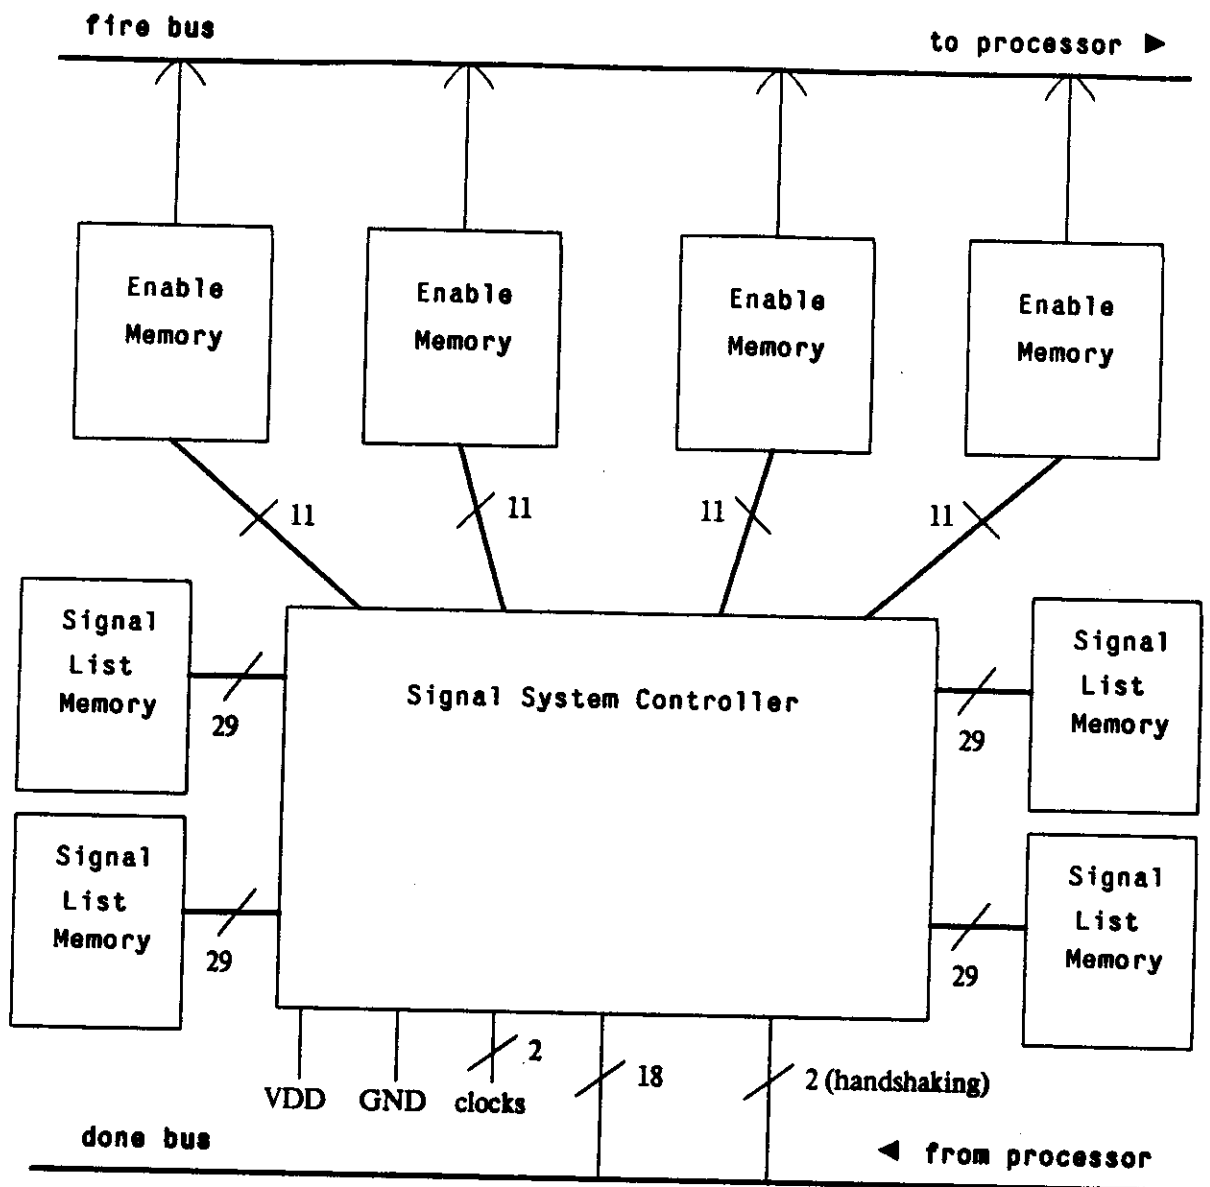 fire bus
to processor ►
Enable
Memory
Enable
Memory
Enable
Memory
Enable
Memory
11
11
11
11
Signal
List
Memory
29
Signal System Controller
29
Signal
List
Memory
Signal
List
Memory
29
29
Signal
List
Memory
VDD
GND
2
clocks
18
2 (handshaking)
done bus
◄ from processor